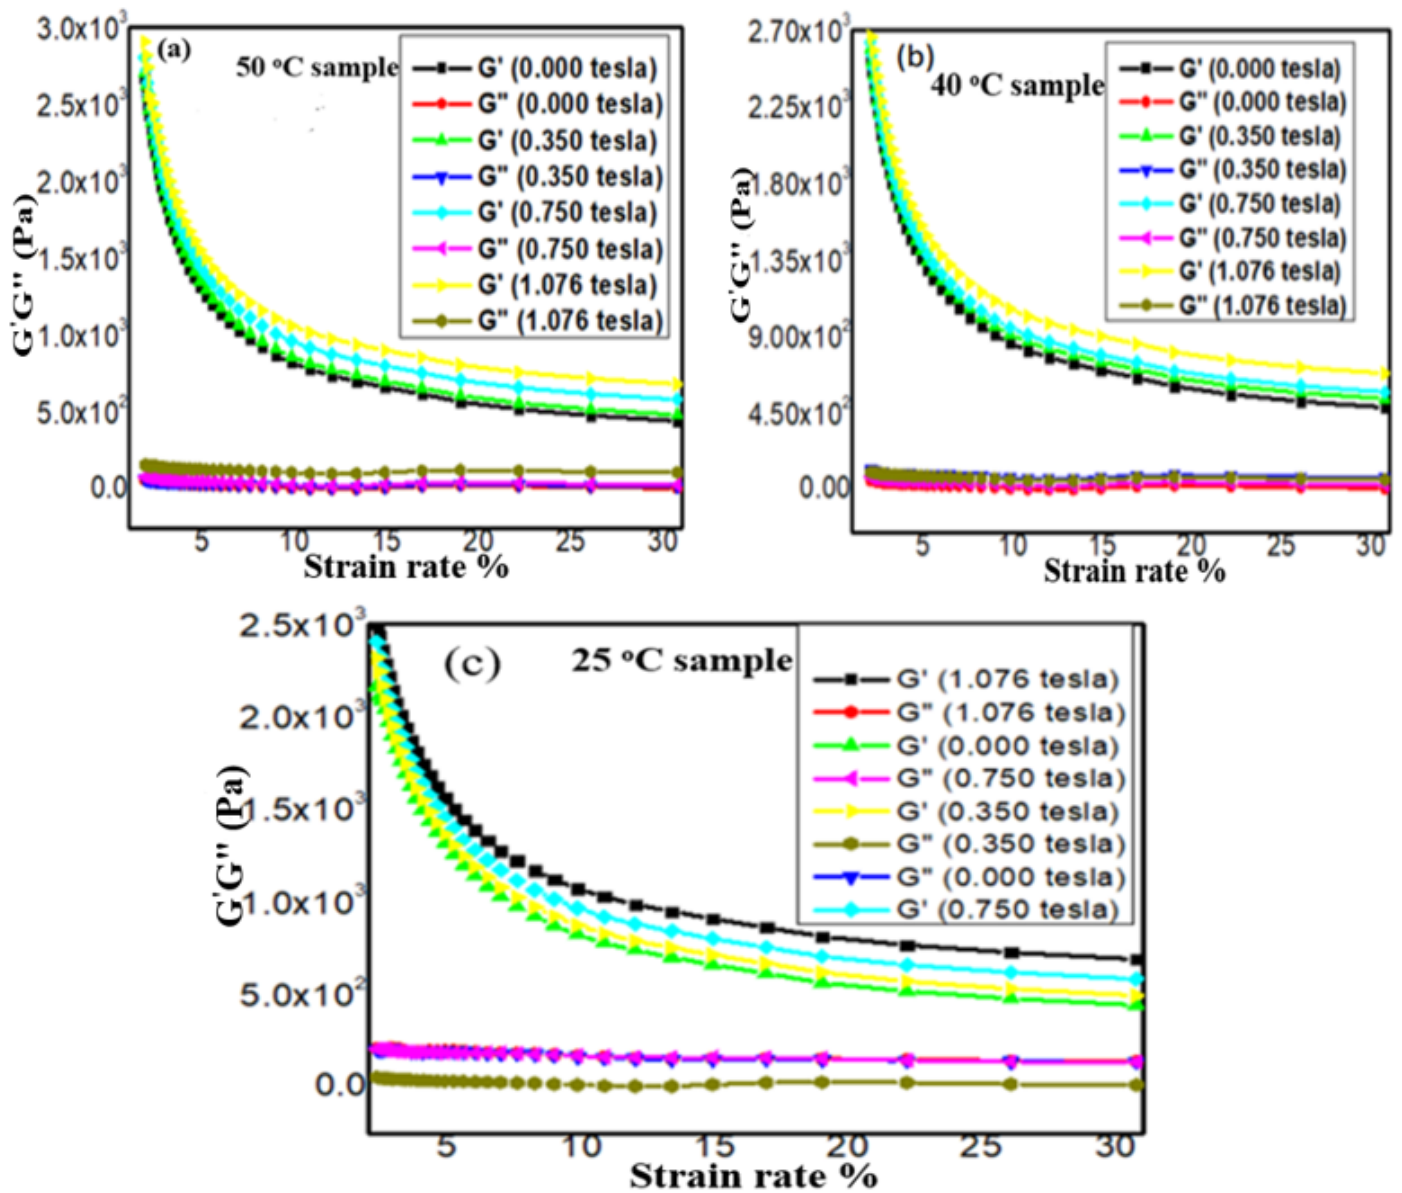 (a)
50 °C sample
G' (0.000 tesla)
G" (0.000 tesla)
G' (0.350 tesla)
G" (0.350 tesla)
G' (0.750 tesla)
G" (0.750 tesla)
G' (1.076 tesla)
G" (1.076 tesla)
3.0x10³
2.5x10³
2.0x10³
1.5x10³
1.0x10³
5.0x10²
0.0
G'G" (Pa)
5 10 15 20 25 30
Strain rate %
(b)
40 °C sample
G' (0.000 tesla)
G" (0.000 tesla)
G' (0.350 tesla)
G" (0.350 tesla)
G' (0.750 tesla)
G" (0.750 tesla)
G' (1.076 tesla)
G" (1.076 tesla)
2.70x10³
2.25x10³
1.80x10³
1.35x10³
9.00x10²
4.50x10²
0.00
G'G" (Pa)
5 10 15 20 25 30
Strain rate %
(c)
25 °C sample
G' (1.076 tesla)
G" (1.076 tesla)
G' (0.000 tesla)
G" (0.750 tesla)
G' (0.350 tesla)
G" (0.350 tesla)
G" (0.000 tesla)
G' (0.750 tesla)
2.5x10³
2.0x10³
1.5x10³
1.0x10³
5.0x10²
0.0
G'G" (Pa)
5 10 15 20 25 30
Strain rate %